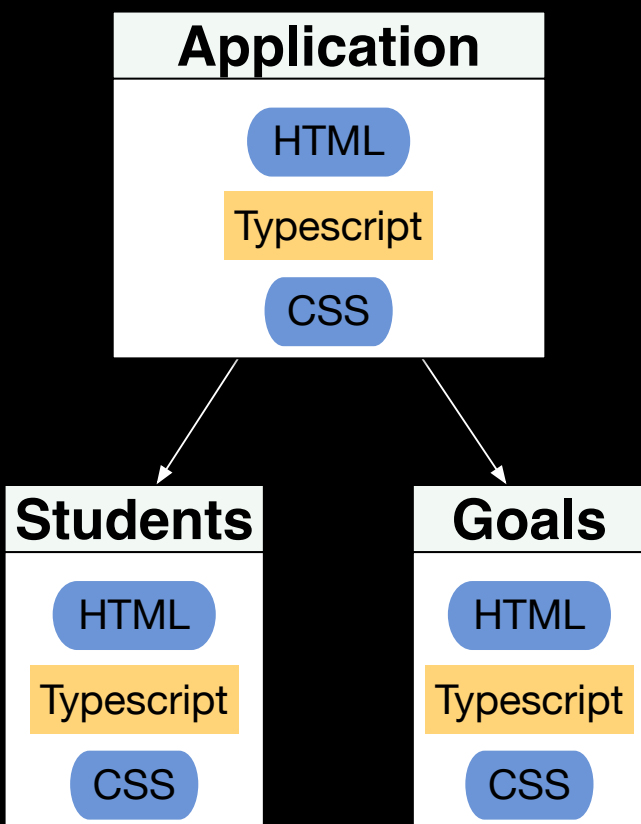 Application
HTML
Typescript
CSS
Students
HTML
Typescript
CSS
Goals
HTML
Typescript
CSS